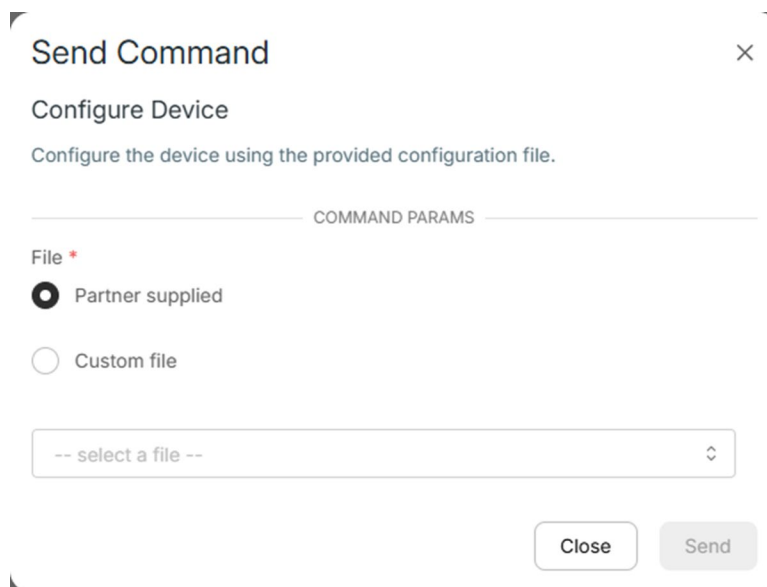 Send Command
Configure Device
Configure the device using the provided configuration file.
COMMAND PARAMS
File *
Partner supplied
Custom file
-- select a file --
Close Send